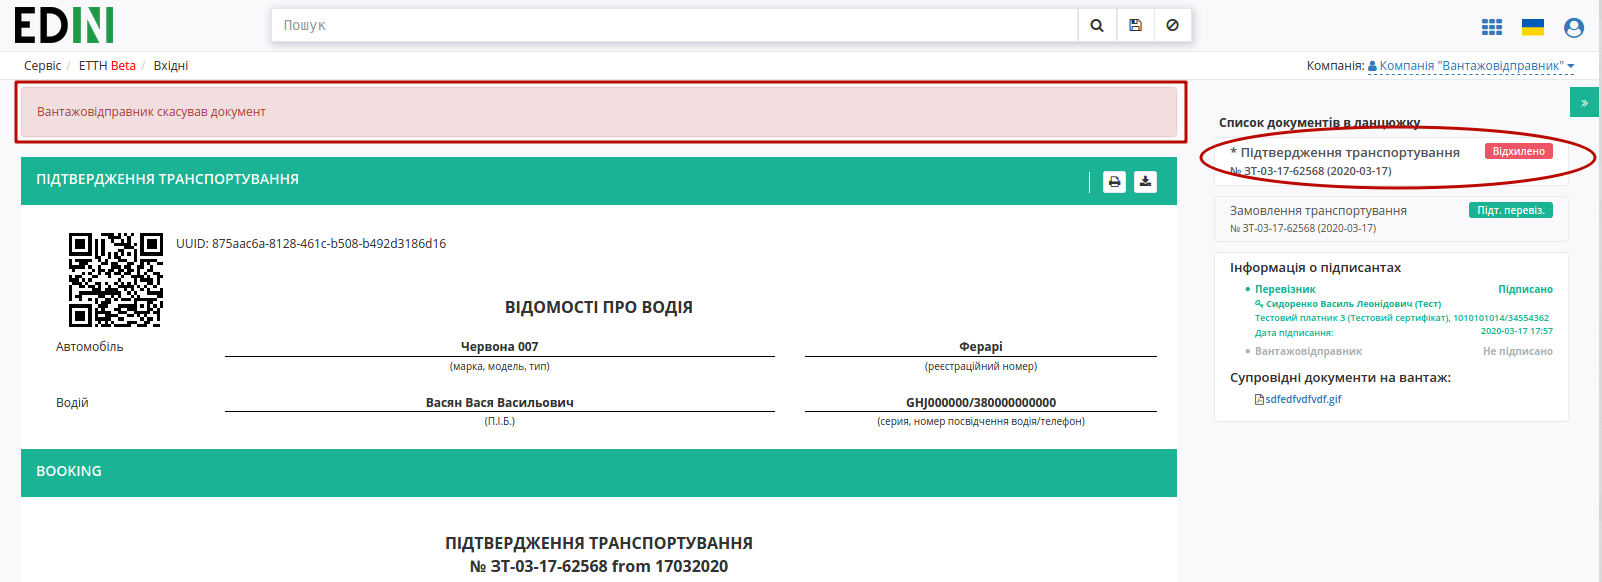 EDIN
Пошук
Сервіс / ЕТТН Beta / Вхідні
Компанія: Компанія "Вантажовідправник"
Вантажовідправник скасував документ
»
Список документів в ланцюжку
* Підтвердження транспортування Відхилено
№ ЗТ-03-17-62568 (2020-03-17)
Замовлення транспортування Підт. перевіз.
№ ЗТ-03-17-62568 (2020-03-17)
Інформація о підписантах
• Перевізник Підписано
Сидоренко Василь Леонідович (Тест)
Тестовий платник 3 (Тестовий сертифікат), 1010101014/34554362
Дата підписання: 2020-03-17 17:57
• Вантажовідправник Не підписано
Супровідні документи на вантаж:
sdfedfvdfvdf.gif
ПІДТВЕРДЖЕННЯ ТРАНСПОРТУВАННЯ
UUID: 875aac6a-8128-461c-b508-b492d3186d16
ВІДОМОСТІ ПРО ВОДІЯ
Автомобіль Червона 007 Ферарі
(марка, модель, тип) (реєстраційний номер)
Водій Васян Вася Васильович GHJ000000/380000000000
(П.І.Б.) (серия, номер посвідчення водія/телефон)
BOOKING
ПІДТВЕРДЖЕННЯ ТРАНСПОРТУВАННЯ
№ ЗТ-03-17-62568 from 17032020